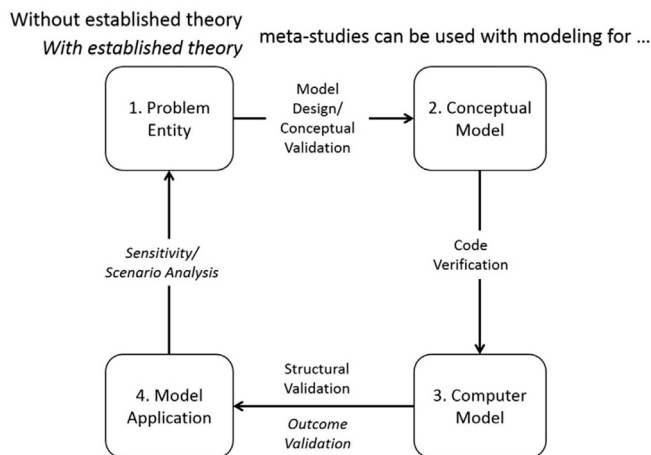 Without established theory
With established theory
meta-studies can be used with modeling for ...
1. Problem
Entity
Model
Design/
Conceptual
Validation
2. Conceptual
Model
Sensitivity/
Scenario Analysis
Code
Verification
4. Model
Application
Structural
Validation
Outcome
Validation
3. Computer
Model